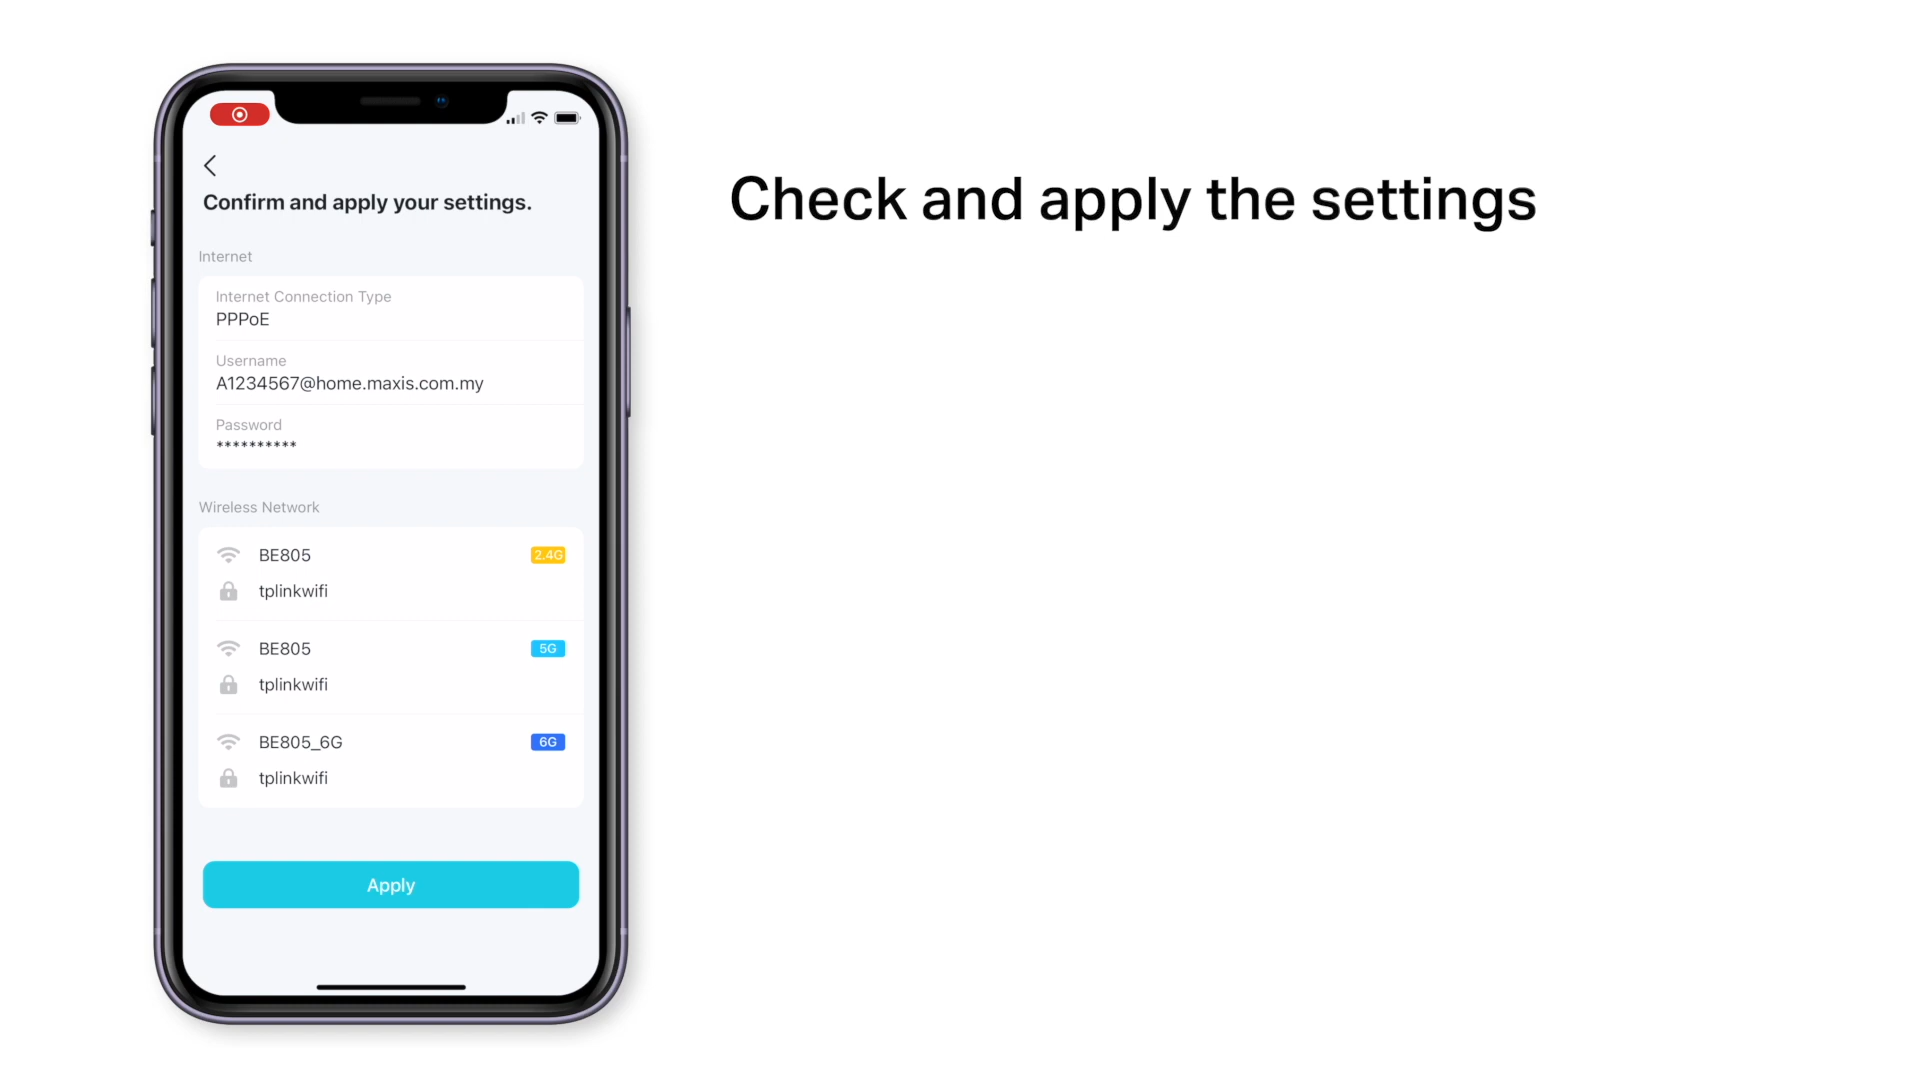 Check and apply the settings
Confirm and apply your settings.
Internet
Internet Connection Type
PPPoE
Username
A1234567@home.maxis.com.my
Password
**********
Wireless Network
BE805 2.4G
tplinkwifi
BE805 5G
tplinkwifi
BE805_6G 6G
tplinkwifi
Apply